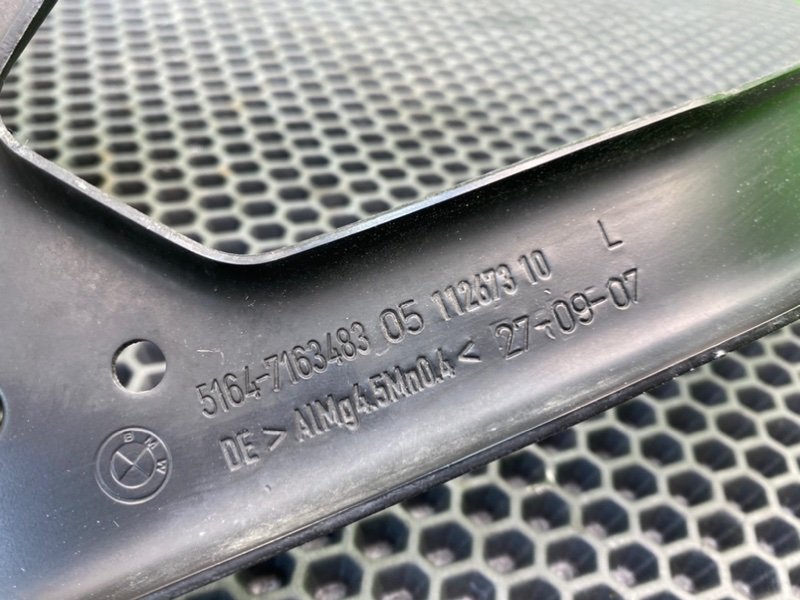 L
5164-7163483 05 112673 10
DE > AlMg4.5Mn0.4 < 27-09-07
BMW